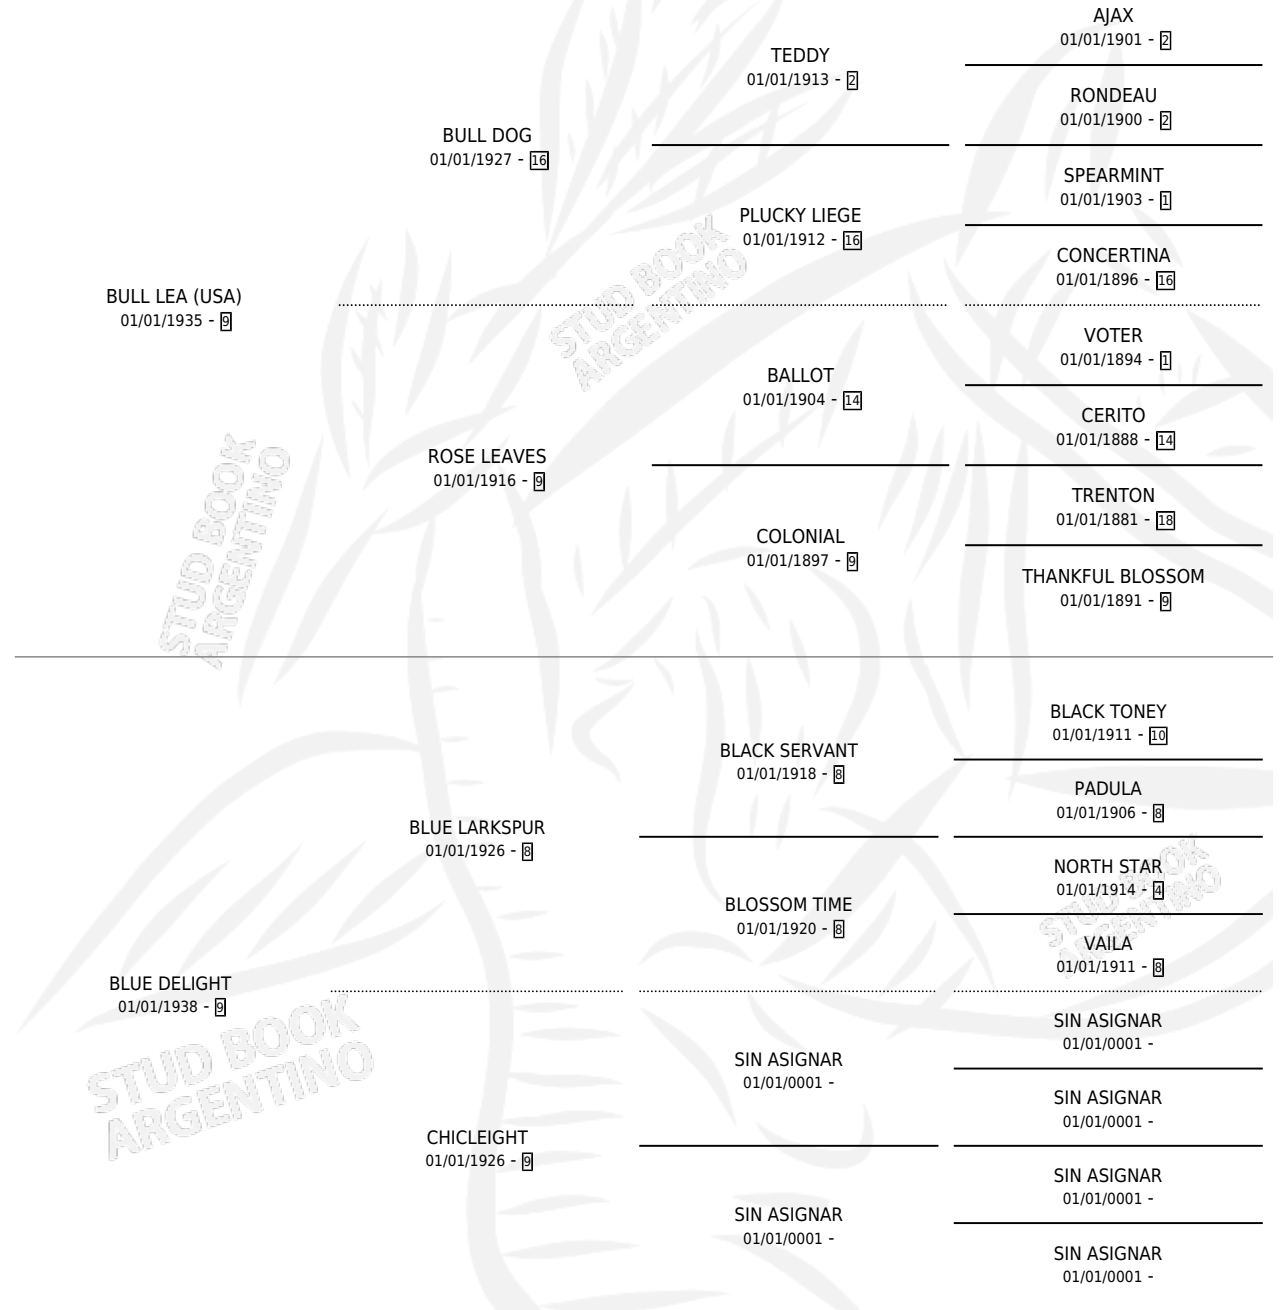 AJAX
01/01/1901 - 2
TEDDY
01/01/1913 - 2
RONDEAU
01/01/1900 - 2
BULL DOG
01/01/1927 - 16
SPEARMINT
01/01/1903 - 1
PLUCKY LIEGE
01/01/1912 - 16
CONCERTINA
01/01/1896 - 16
BULL LEA (USA)
01/01/1935 - 9
VOTER
01/01/1894 - 1
BALLOT
01/01/1904 - 14
CERITO
01/01/1888 - 14
ROSE LEAVES
01/01/1916 - 9
TRENTON
01/01/1881 - 18
COLONIAL
01/01/1897 - 9
THANKFUL BLOSSOM
01/01/1891 - 9
BLACK TONEY
01/01/1911 - 10
BLACK SERVANT
01/01/1918 - 8
PADULA
01/01/1906 - 8
BLUE LARKSPUR
01/01/1926 - 8
NORTH STAR
01/01/1914 - 4
BLOSSOM TIME
01/01/1920 - 8
VAILA
01/01/1911 - 8
BLUE DELIGHT
01/01/1938 - 9
SIN ASIGNAR
01/01/0001 -
SIN ASIGNAR
01/01/0001 -
SIN ASIGNAR
01/01/0001 -
CHICLEIGHT
01/01/1926 - 9
SIN ASIGNAR
01/01/0001 -
SIN ASIGNAR
01/01/0001 -
SIN ASIGNAR
01/01/0001 -
STUD BOOK
ARGENTINO
STUD BOOK
ARGENTINO
STUD BOOK
ARGENTINO
STUD BOOK
ARGENTINO